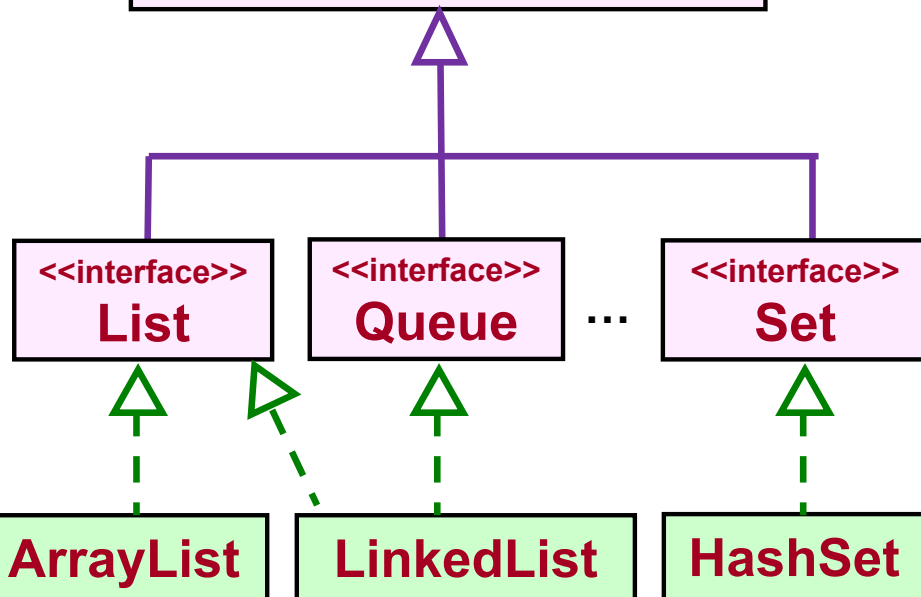 <<interface>>
List
<<interface>>
Queue
...
<<interface>>
Set
ArrayList
LinkedList
HashSet